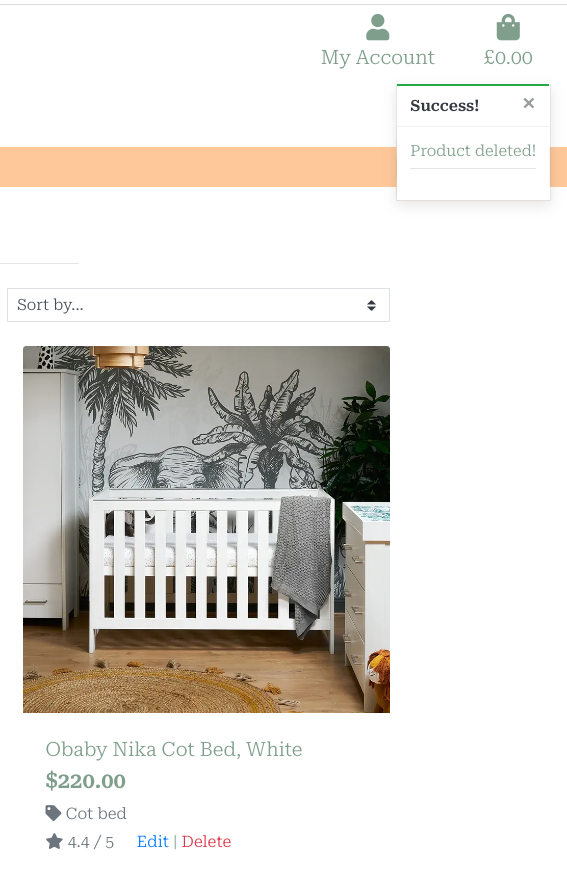 My Account
£0.00
Success!
×
Product deleted!
Sort by...
Obaby Nika Cot Bed, White
$220.00
Cot bed
4.4 / 5 Edit | Delete